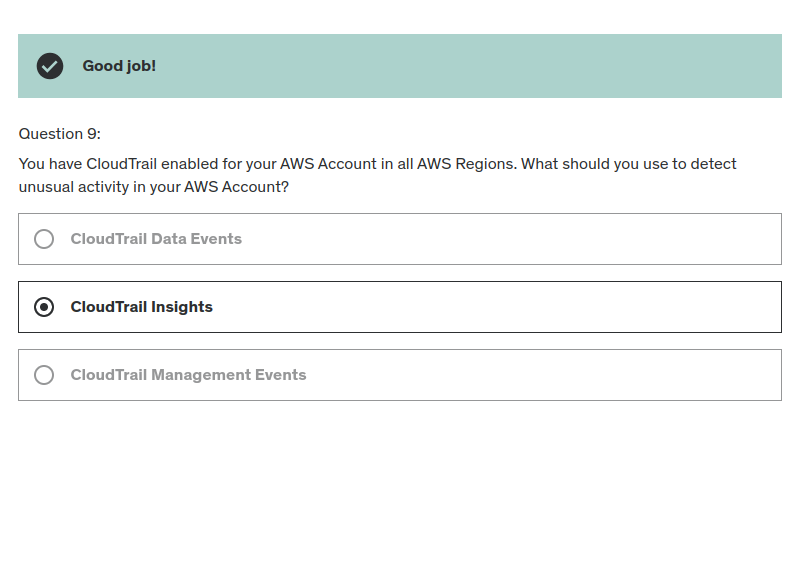 Good job!
Question 9:
You have CloudTrail enabled for your AWS Account in all AWS Regions. What should you use to detect
unusual activity in your AWS Account?
CloudTrail Data Events
CloudTrail Insights
CloudTrail Management Events